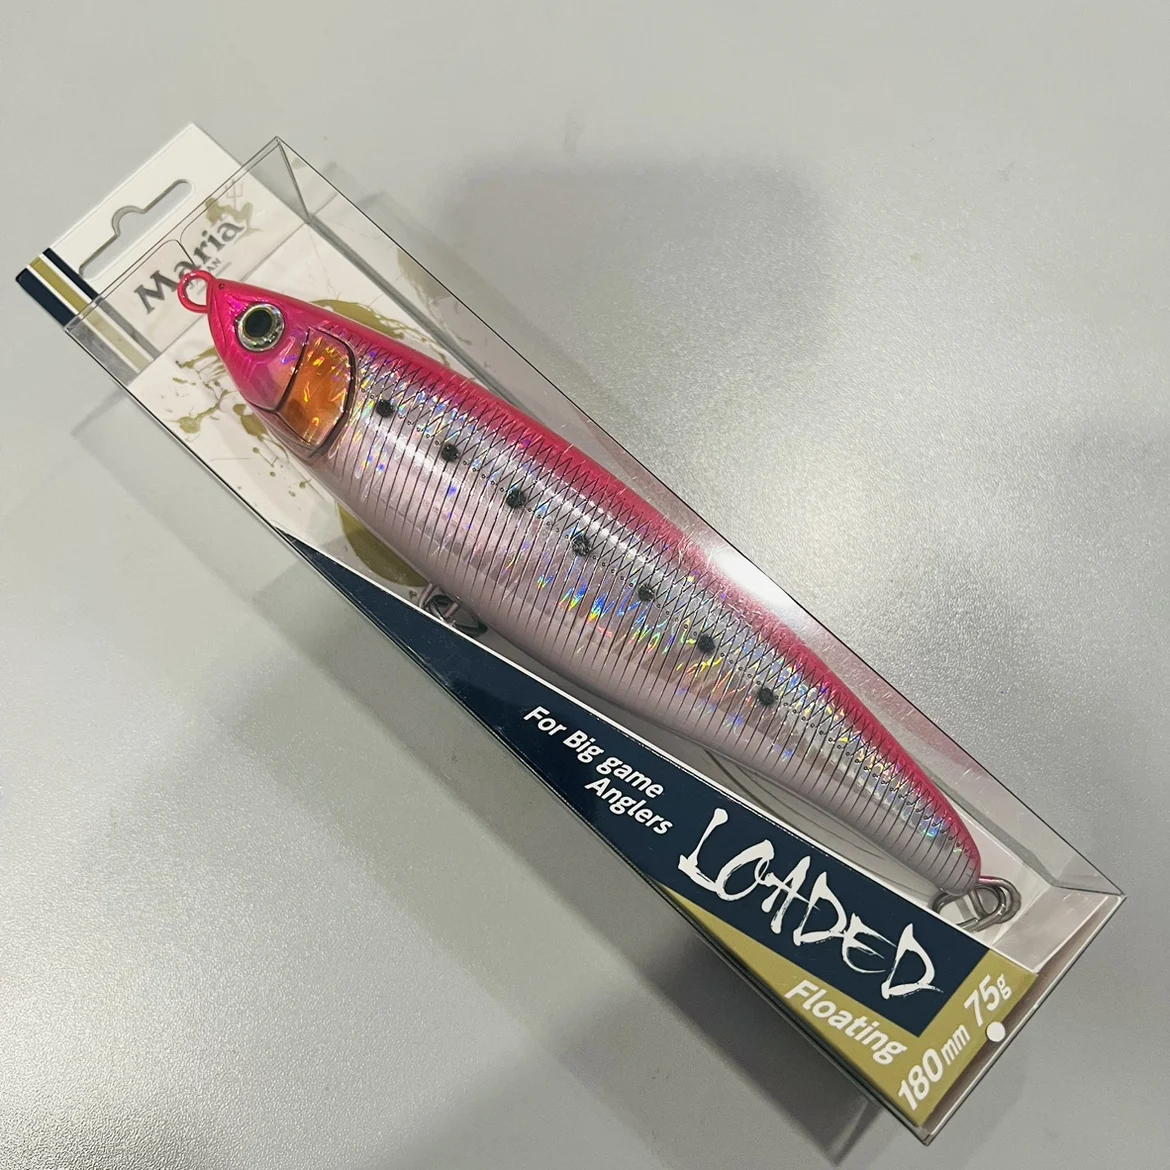 Maria
For Big game
Anglers
LOADED
Floating
180mm 75g